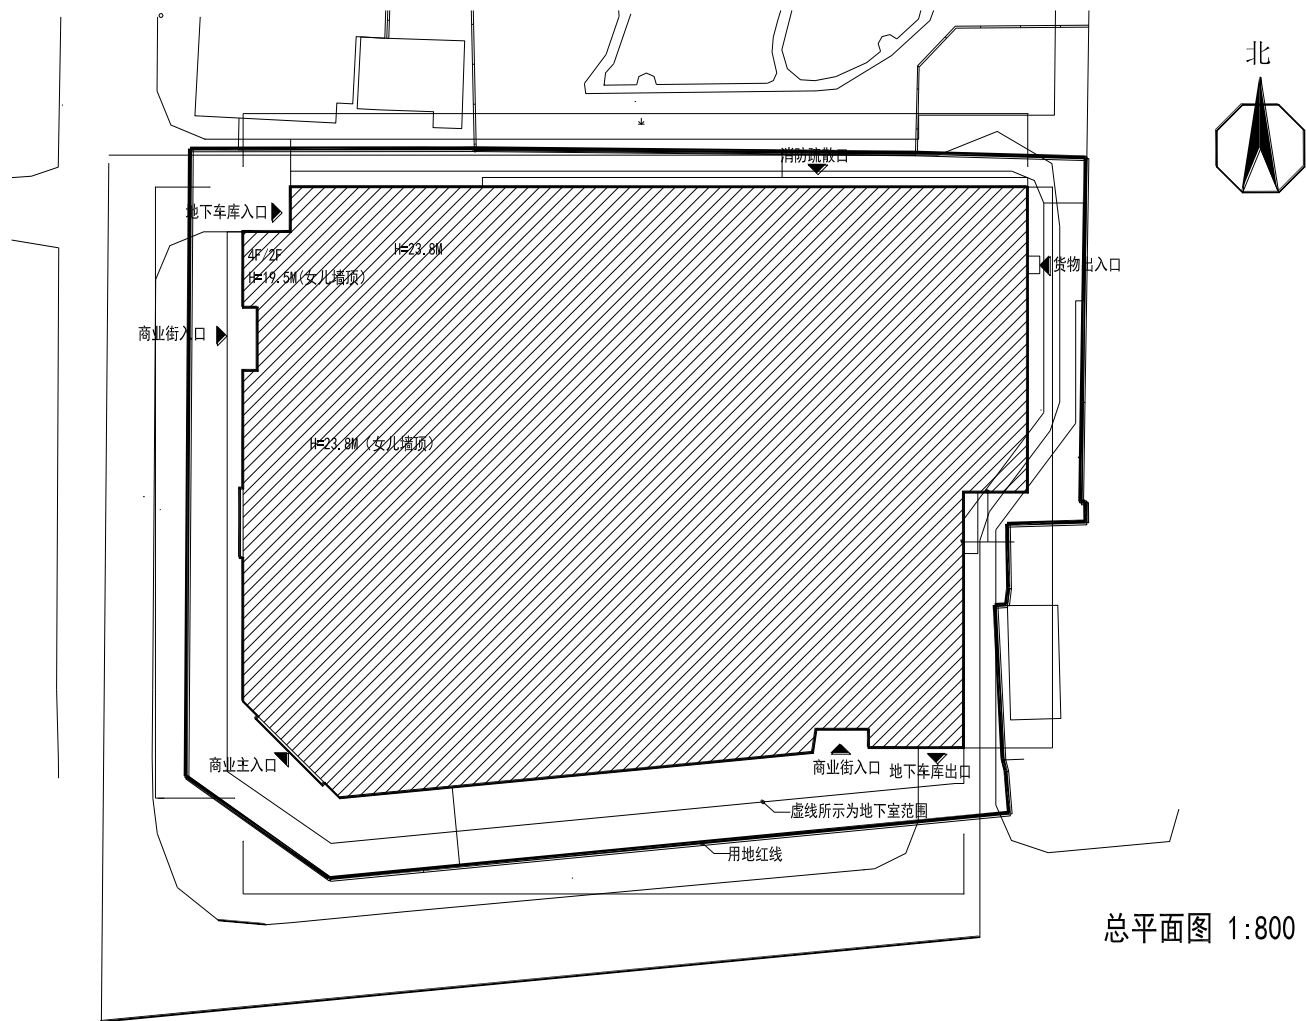 北
消防疏散口
地下车库入口
4F/2F
H=23.8M
H=19.5M(女儿墙顶)
货物出入口
商业街入口
H=23.8M (女儿墙顶)
商业主入口
商业街入口
地下车库出口
虚线所示为地下室范围
用地红线
总平面图 1:800